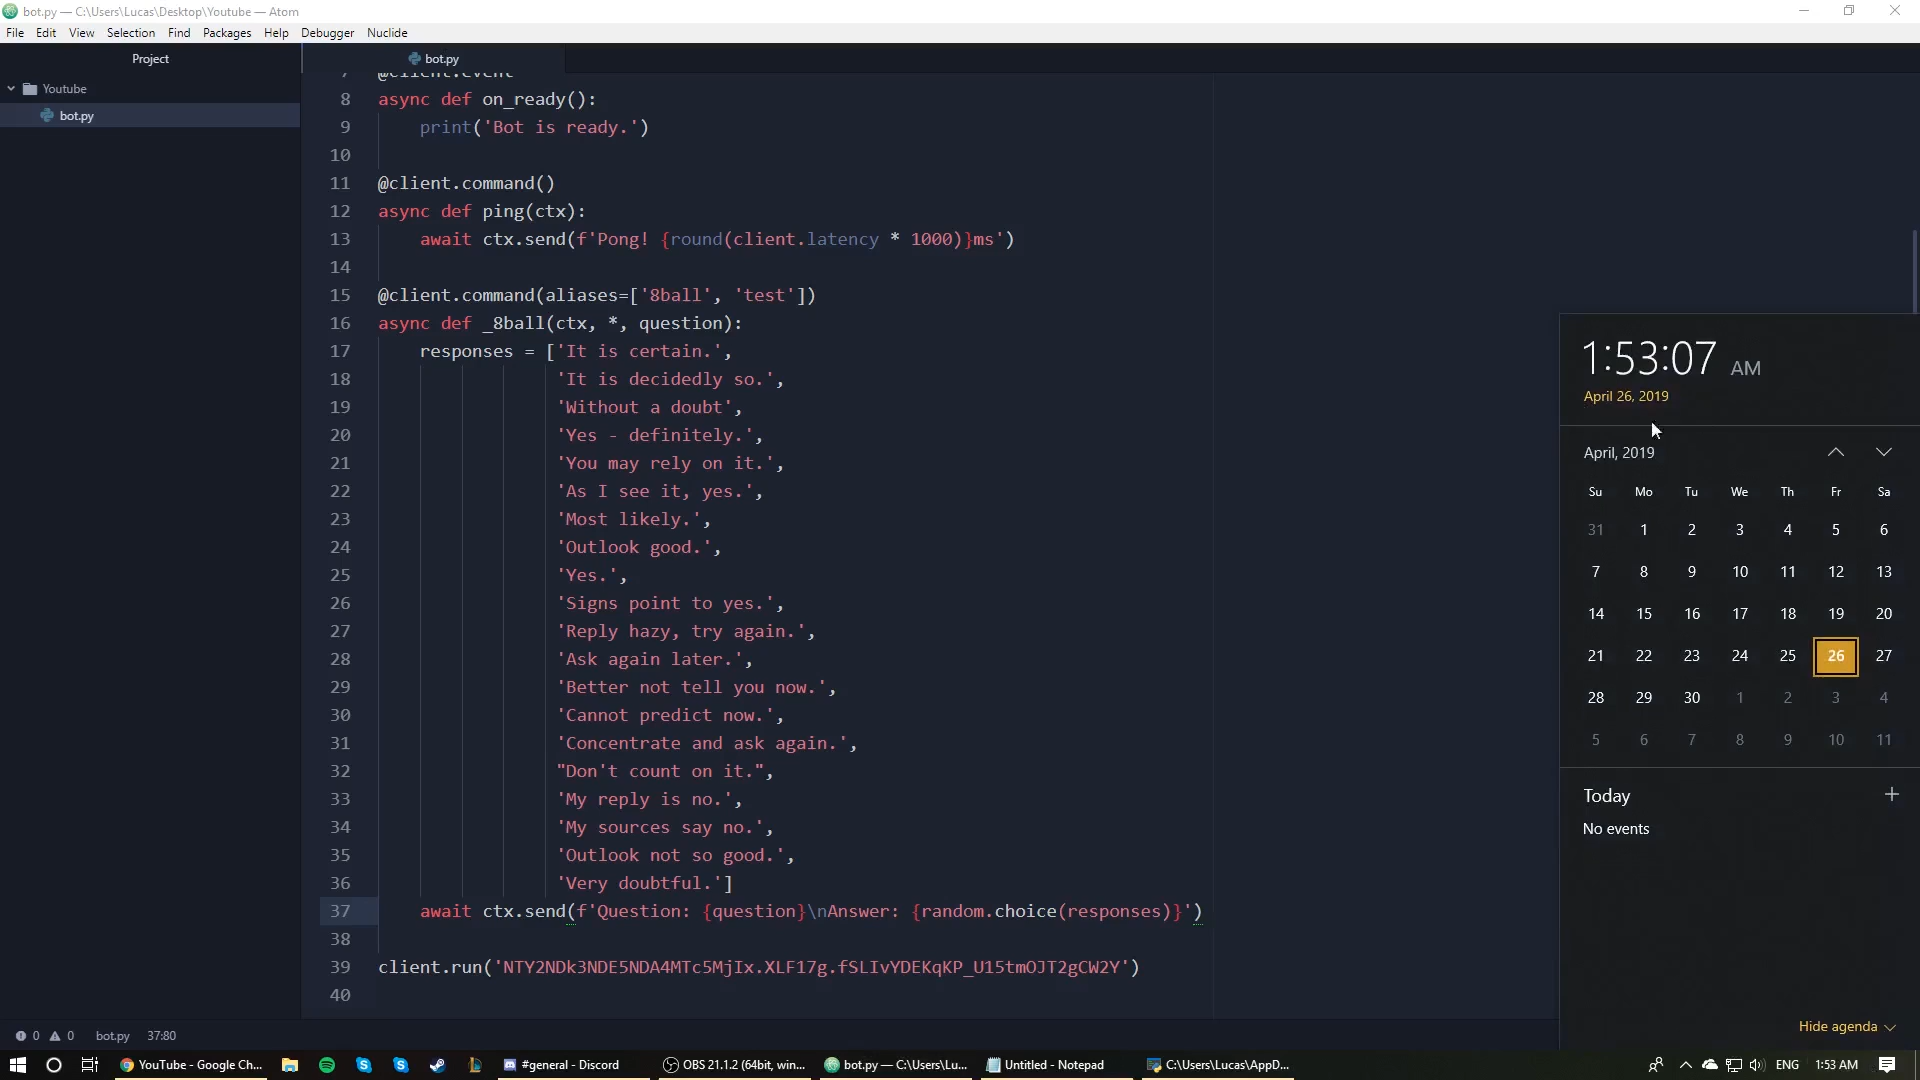 bot.py — C:\Users\Lucas\Desktop\Youtube — Atom
File Edit View Selection Find Packages Help Debugger Nuclide
Project
Youtube
bot.py
bot.py
7 @client.event
8 async def on_ready():
9 print('Bot is ready.')
10
11 @client.command()
12 async def ping(ctx):
13 await ctx.send(f'Pong! {round(client.latency * 1000)}ms')
14
15 @client.command(aliases=['8ball', 'test'])
16 async def _8ball(ctx, *, question):
17 responses = ['It is certain.',
18 'It is decidedly so.',
19 'Without a doubt',
20 'Yes - definitely.',
21 'You may rely on it.',
22 'As I see it, yes.',
23 'Most likely.',
24 'Outlook good.',
25 'Yes.',
26 'Signs point to yes.',
27 'Reply hazy, try again.',
28 'Ask again later.',
29 'Better not tell you now.',
30 'Cannot predict now.',
31 'Concentrate and ask again.',
32 "Don't count on it.",
33 'My reply is no.',
34 'My sources say no.',
35 'Outlook not so good.',
36 'Very doubtful.']
37 await ctx.send(f'Question: {question}\nAnswer: {random.choice(responses)}')
38
39 client.run('NTY2NDk3NDE5NDA4MTc5MjIx.XLF17g.fSLIvYDEKqKP_U15tmOJT2gCW2Y')
40
1:53:07 AM
April 26, 2019
April, 2019
Su Mo Tu We Th Fr Sa
31 1 2 3 4 5 6
7 8 9 10 11 12 13
14 15 16 17 18 19 20
21 22 23 24 25 26 27
28 29 30 1 2 3 4
5 6 7 8 9 10 11
Today
No events
Hide agenda
0 0 bot.py 37:80
YouTube - Google Ch... #general - Discord OBS 21.1.2 (64bit, win... bot.py — C:\Users\Lu... Untitled - Notepad C:\Users\Lucas\AppD... ENG 1:53 AM